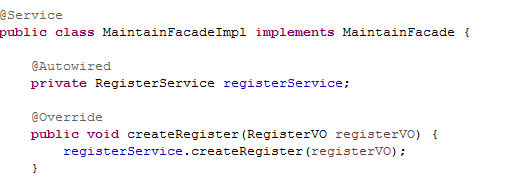 @Service
public class MaintainFacadeImpl implements MaintainFacade {
@Autowired
private RegisterService registerService;
@Override
public void createRegister(RegisterVO registerVO) {
registerService.createRegister(registerVO);
}